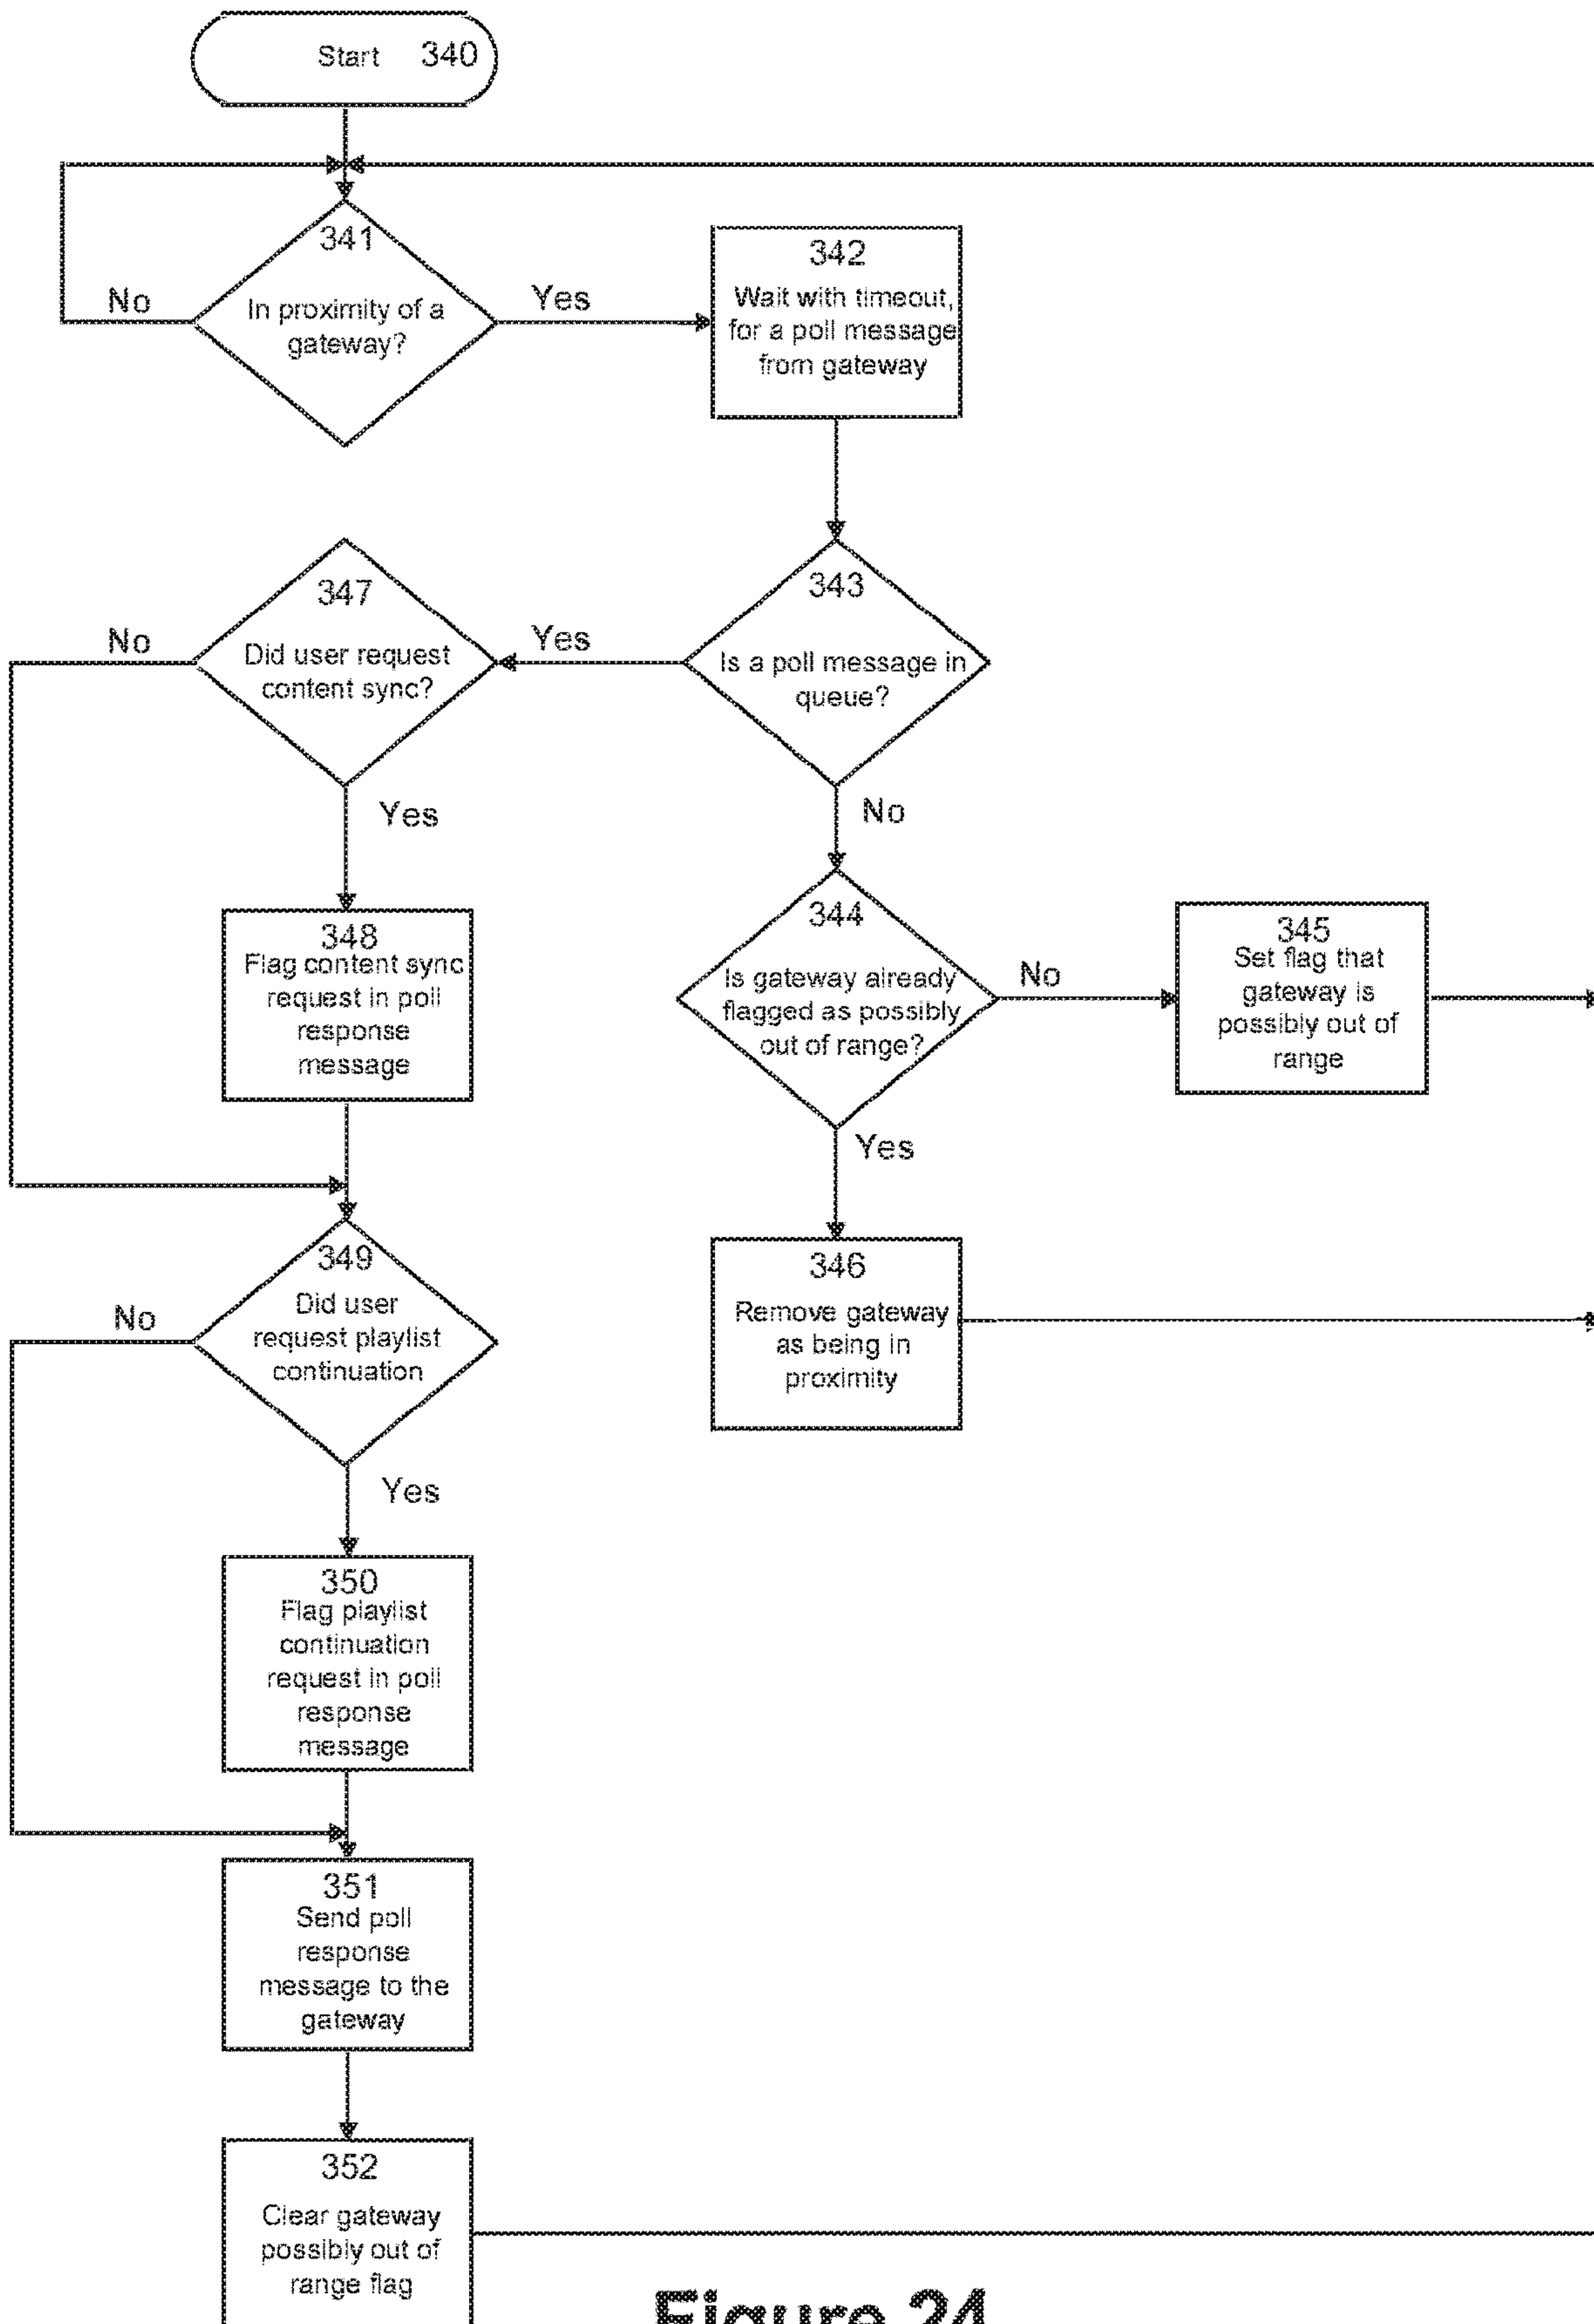 Start 340
341
In proximity of a
gateway?
No
Yes
342
Wait with timeout,
for a poll message
from gateway
343
Is a poll message in
queue?
Yes
No
347
Did user request
content sync?
No
Yes
344
Is gateway already
flagged as possibly
out of range?
No
Yes
345
Set flag that
gateway is
possibly out of
range
346
Remove gateway
as being in
proximity
348
Flag content sync
request in poll
response
message
349
Did user
request playlist
continuation
No
Yes
350
Flag playlist
continuation
request in poll
response
message
351
Send poll
response
message to the
gateway
352
Clear gateway
possibly out of
range flag
Figure 24